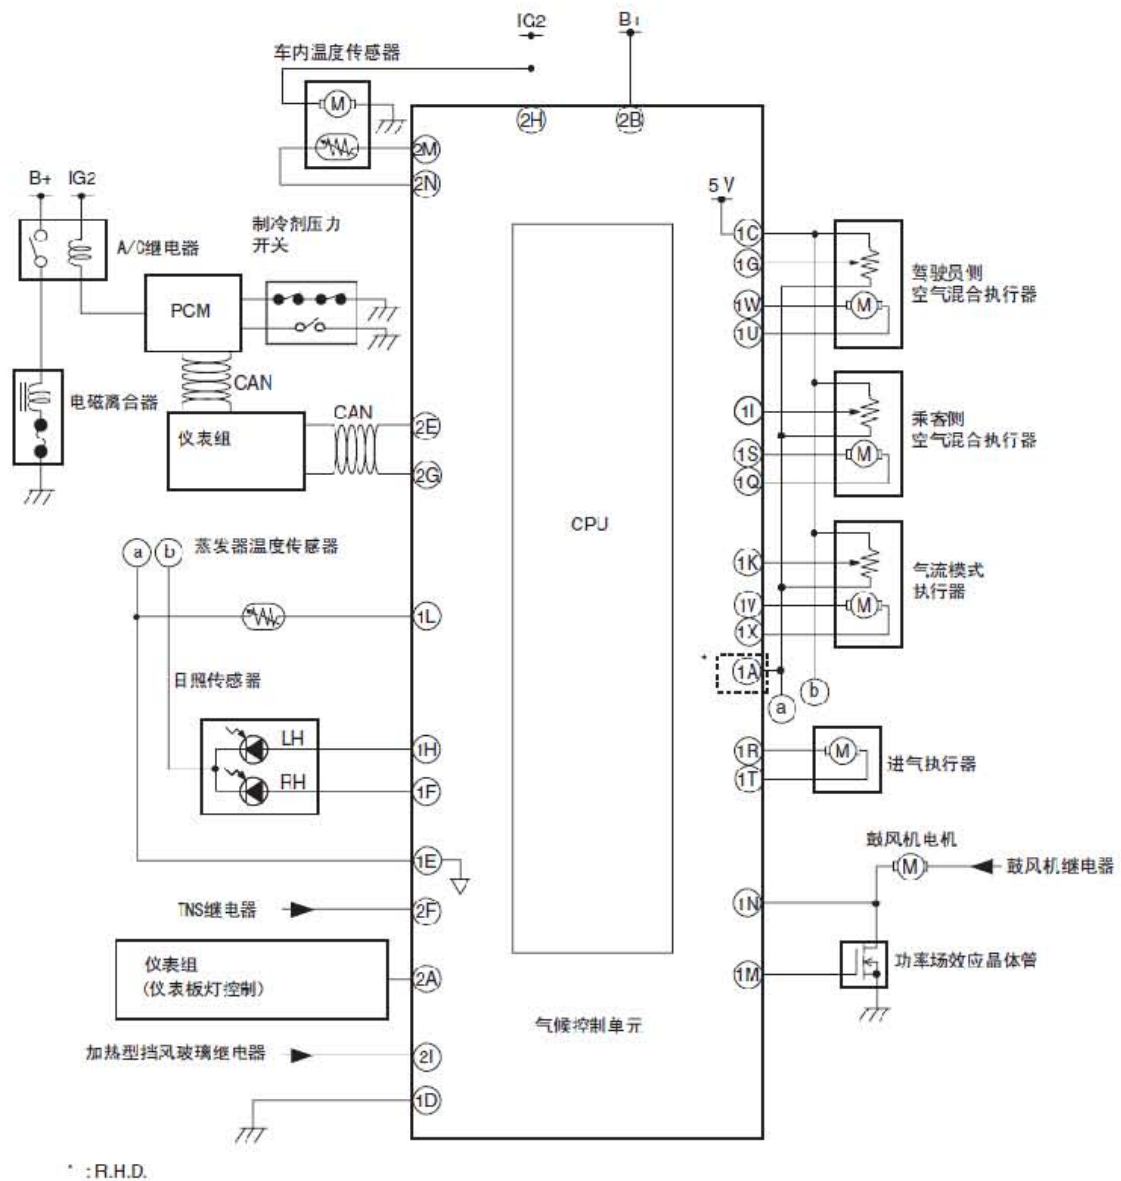 IG2
B+
车内温度传感器
M
2H
2B
2M
2N
B+
IG2
5 V
制冷剂压力
开关
1C
A/C继电器
1G
驾驶员侧
空气混合执行器
PCM
1W
M
1U
CAN
电磁离合器
CAN
1I
乘客侧
空气混合执行器
仪表组
2E
1S
M
2G
1Q
CPU
a
b
蒸发器温度传感器
1K
气流模式
执行器
1L
1V
M
1X
*
1A
日照传感器
a
b
LH
1H
1R
M
进气执行器
RH
1F
1T
鼓风机电机
1E
M
鼓风机继电器
TNS继电器
2F
1N
仪表组
(仪表板灯控制)
2A
1M
功率场效应晶体管
气候控制单元
加热型挡风玻璃继电器
2I
1D
* : R.H.D.